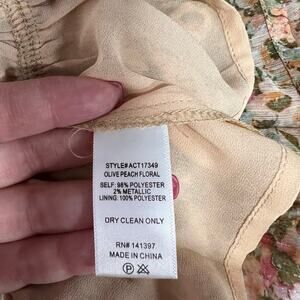 STYLE#ACT17349
OLIVE PEACH FLORAL
SELF: 98% POLYESTER
2% METALLIC
LINING: 100% POLYESTER
DRY CLEAN ONLY
RN# 141397
MADE IN CHINA
P